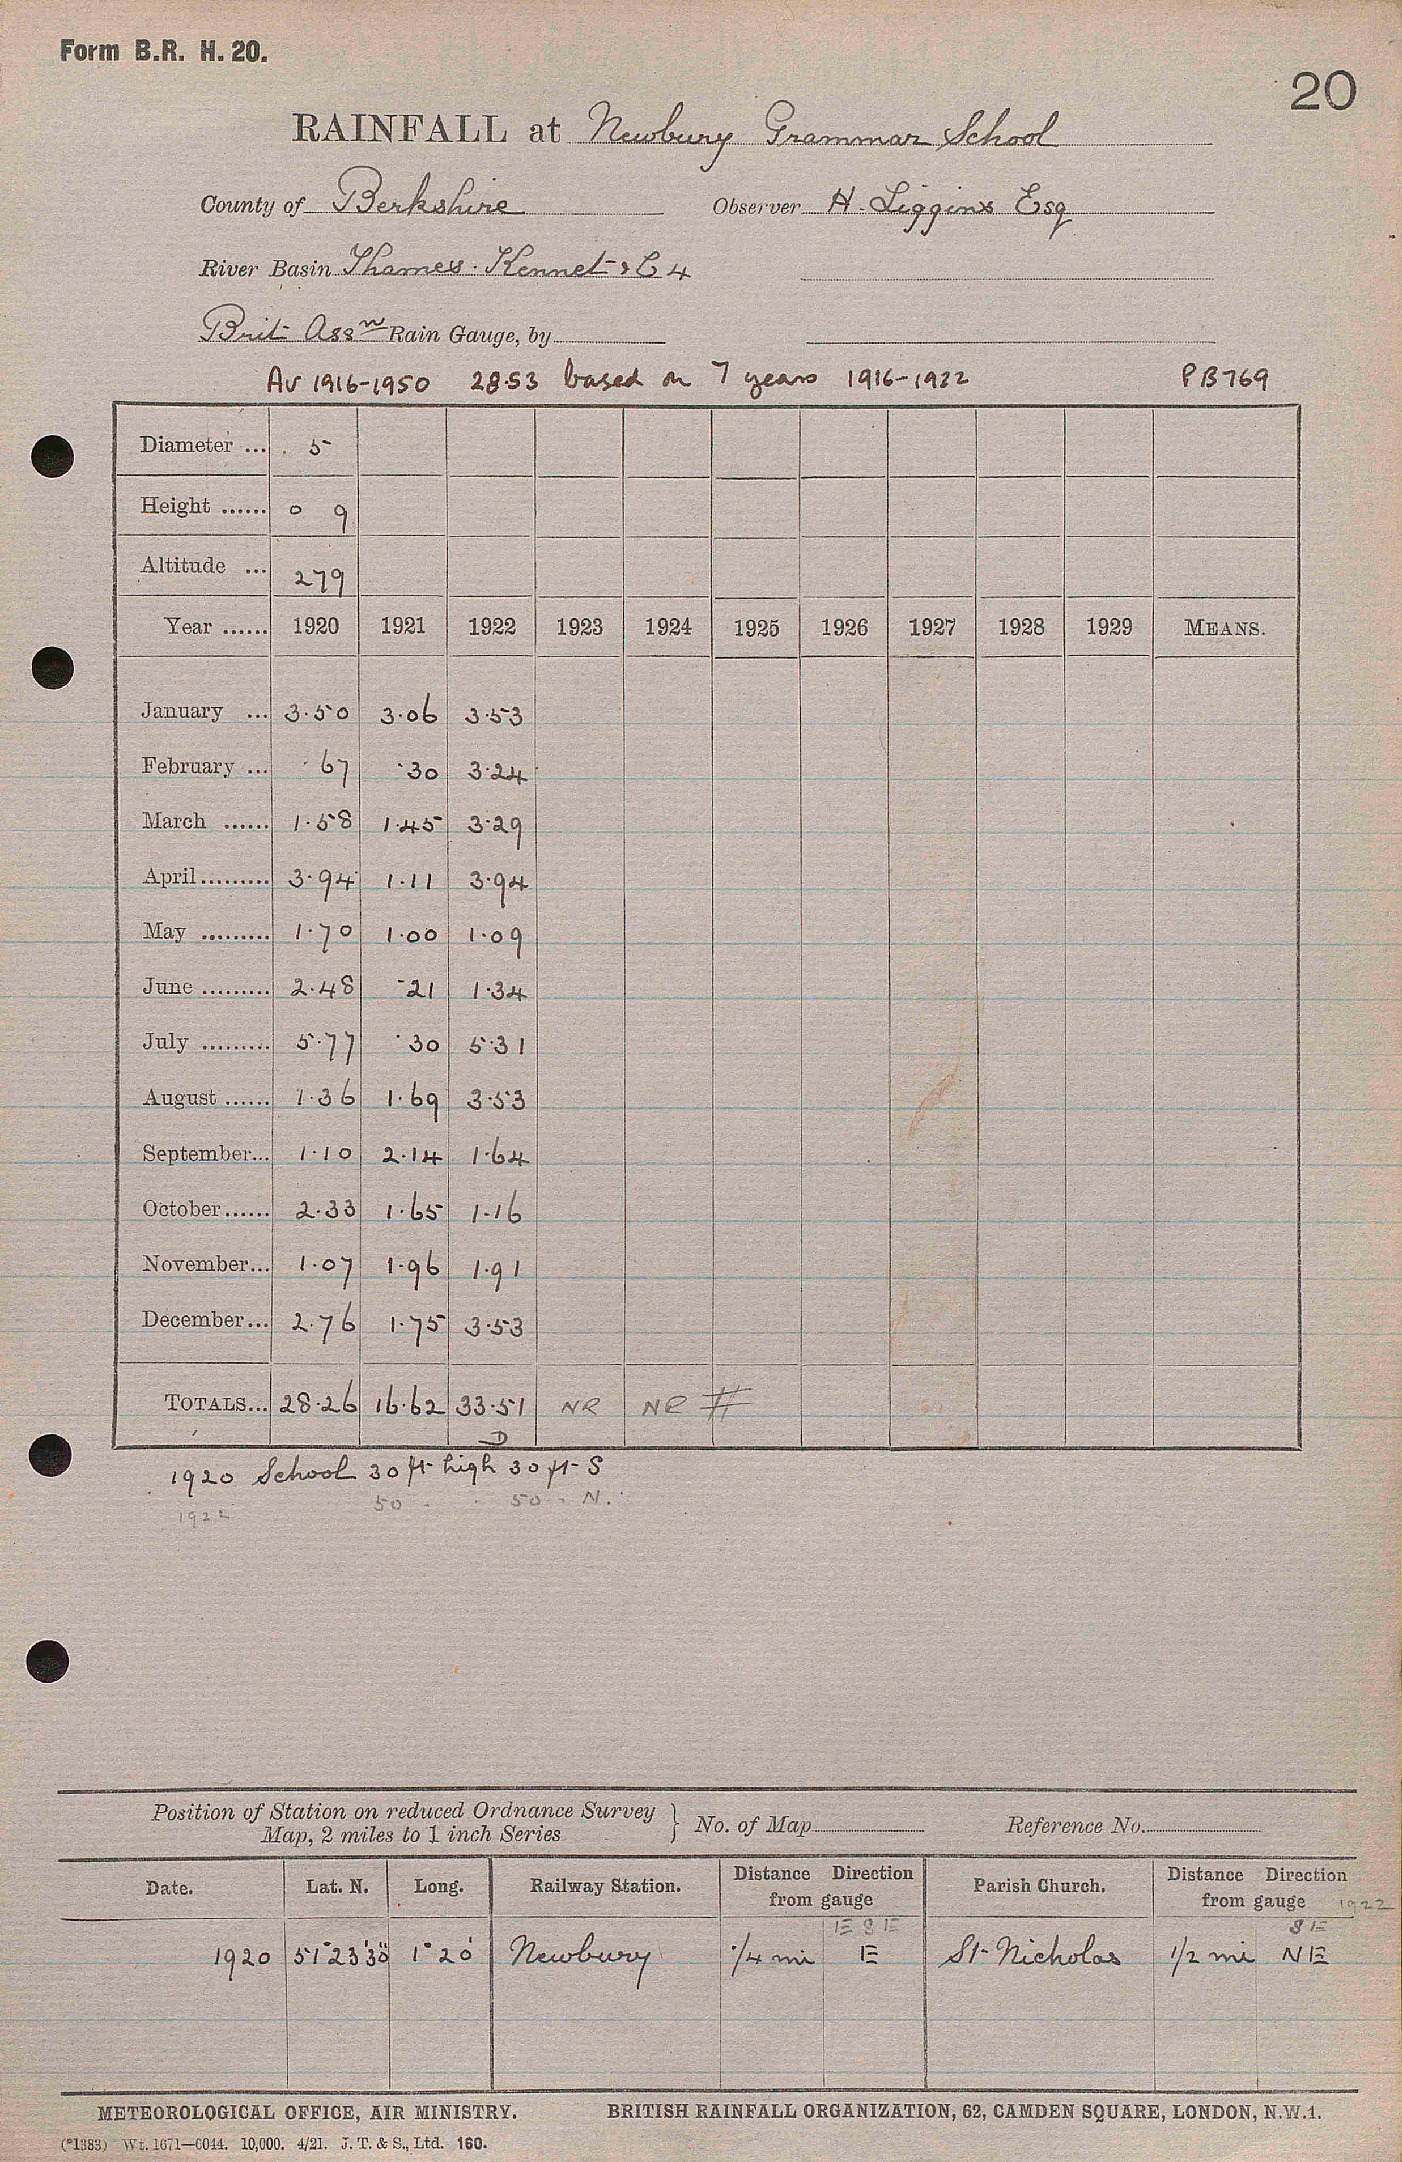 Form B.R. H. 20.
20
RAINFALL at Newbury Grammar School
County of Berkshire Observer H. Liggins Esq
River Basin Thames. Kennet & C 4
Brit Assn Rain Gauge, by
Av 1916-1950 28.53 based on 7 years 1916-1922 PB769
Diameter ... 5
Height ...... 0 9
Altitude ... 279
Year ...... 1920 1921 1922 1923 1924 1925 1926 1927 1928 1929 MEANS.
January ... 3.50 3.06 3.53
February ... .67 .30 3.24
March ...... 1.58 1.45 3.29
April......... 3.94 1.11 3.94
May ......... 1.70 1.00 1.09
June ......... 2.48 .21 1.34
July ......... 5.77 .30 5.31
August ...... 1.36 1.69 3.53
September... 1.10 2.14 1.64
October...... 2.33 1.65 1.16
November... 1.07 1.96 1.91
December... 2.76 1.75 3.53
TOTALS... 28.26 16.62 33.51 NR NR #
D
1920 School 30 ft high 30 ft S
1922 50 . . 50 . N.
Position of Station on reduced Ordnance Survey Map, 2 miles to 1 inch Series } No. of Map Reference No.
Date. Lat. N. Long. Railway Station. Distance Direction from gauge Parish Church. Distance Direction from gauge 1922
ESE SE
1920 51°23'30" 1°20' Newbury 1/4 mi E St Nicholas 1/2 mi NE
METEOROLOGICAL OFFICE, AIR MINISTRY. BRITISH RAINFALL ORGANIZATION, 62, CAMDEN SQUARE, LONDON, N.W.1.
(*1383) Wt. 1671—6044. 10,000. 4/21. J. T. & S., Ltd. 160.